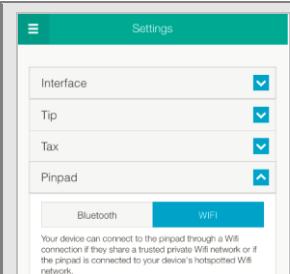 Settings
Interface
Tip
Tax
Pinpad
Bluetooth WIFI
Your device can connect to the pinpad through a Wifi
connection if they share a trusted private Wifi network or if
the pinpad is connected to your device's hotspotted Wifi
network.